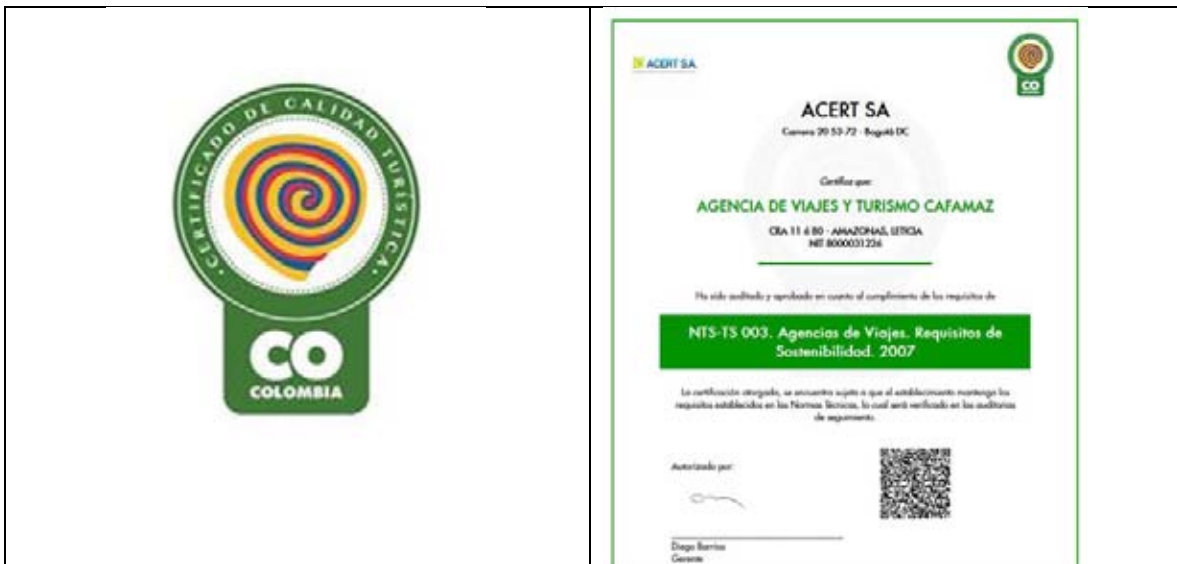 · CERTIFICADO DE CALIDAD TURÍSTICA ·
CO
COLOMBIA
ACERT SA
CO
ACERT SA
Carrera 20 53-72 - Bogotá DC
Certifica que:
AGENCIA DE VIAJES Y TURISMO CAFAMAZ
CRA 11 6 80 - AMAZONAS, LETICIA
NIT 8000031226
Ha sido auditado y aprobado en cuanto al cumplimiento de los requisitos de
NTS-TS 003. Agencias de Viajes. Requisitos de
Sostenibilidad. 2007
La certificación otorgada, se encuentra sujeta a que el establecimiento mantenga los
requisitos establecidos en las Normas Técnicas, lo cual será verificado en las auditorías
de seguimiento.
Autorizado por:
Diego Barrios
Gerente